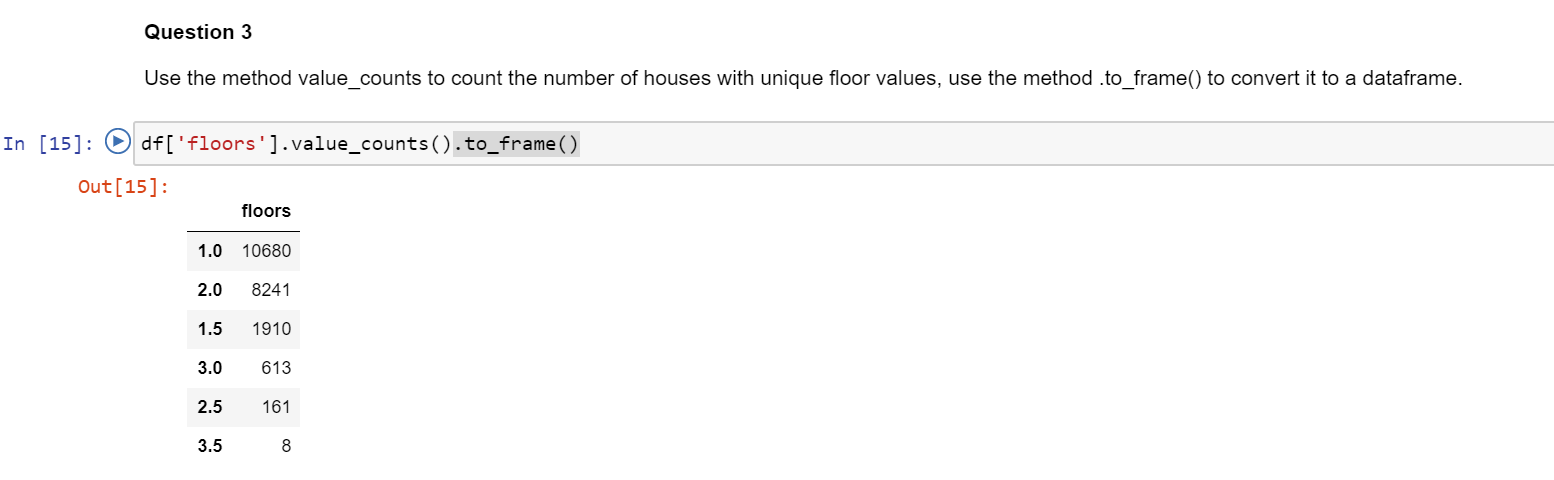 Question 3
Use the method value_counts to count the number of houses with unique floor values, use the method .to_frame() to convert it to a dataframe.
In [15]: df['floors'].value_counts().to_frame()
Out[15]:
floors
1.0 10680
2.0 8241
1.5 1910
3.0 613
2.5 161
3.5 8